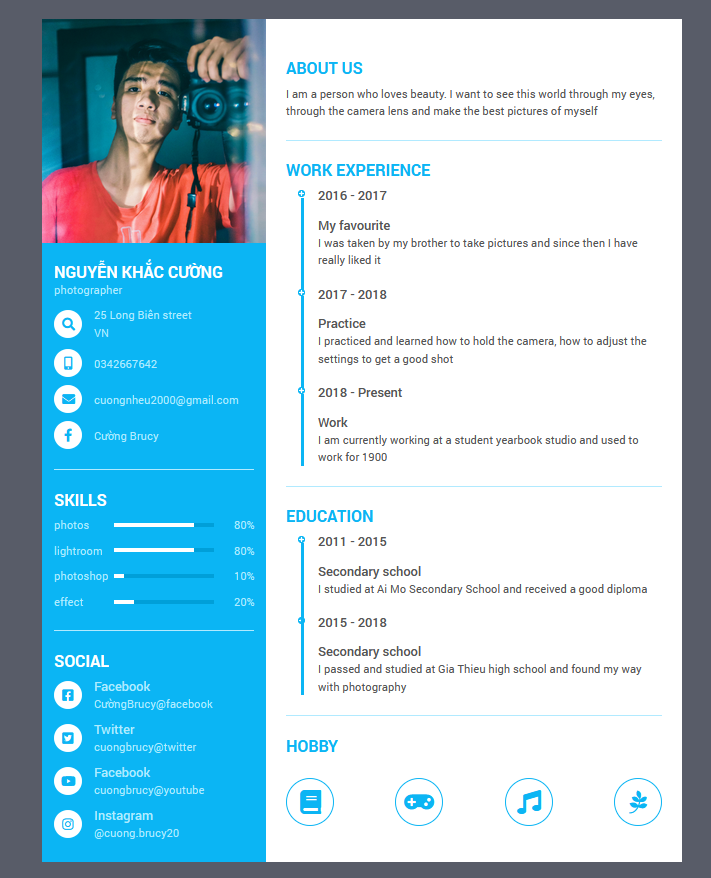 NGUYỄN KHẮC CƯỜNG
photographer
25 Long Biên street
VN
0342667642
cuongnheu2000@gmail.com
Cường Brucy
SKILLS
photos 80%
lightroom 80%
photoshop 10%
effect 20%
SOCIAL
Facebook
CườngBrucy@facebook
Twitter
cuongbrucy@twitter
Facebook
cuongbrucy@youtube
Instagram
@cuong.brucy20
ABOUT US
I am a person who loves beauty. I want to see this world through my eyes,
through the camera lens and make the best pictures of myself
WORK EXPERIENCE
2016 - 2017
My favourite
I was taken by my brother to take pictures and since then I have
really liked it
2017 - 2018
Practice
I practiced and learned how to hold the camera, how to adjust the
settings to get a good shot
2018 - Present
Work
I am currently working at a student yearbook studio and used to
work for 1900
EDUCATION
2011 - 2015
Secondary school
I studied at Ai Mo Secondary School and received a good diploma
2015 - 2018
Secondary school
I passed and studied at Gia Thieu high school and found my way
with photography
HOBBY